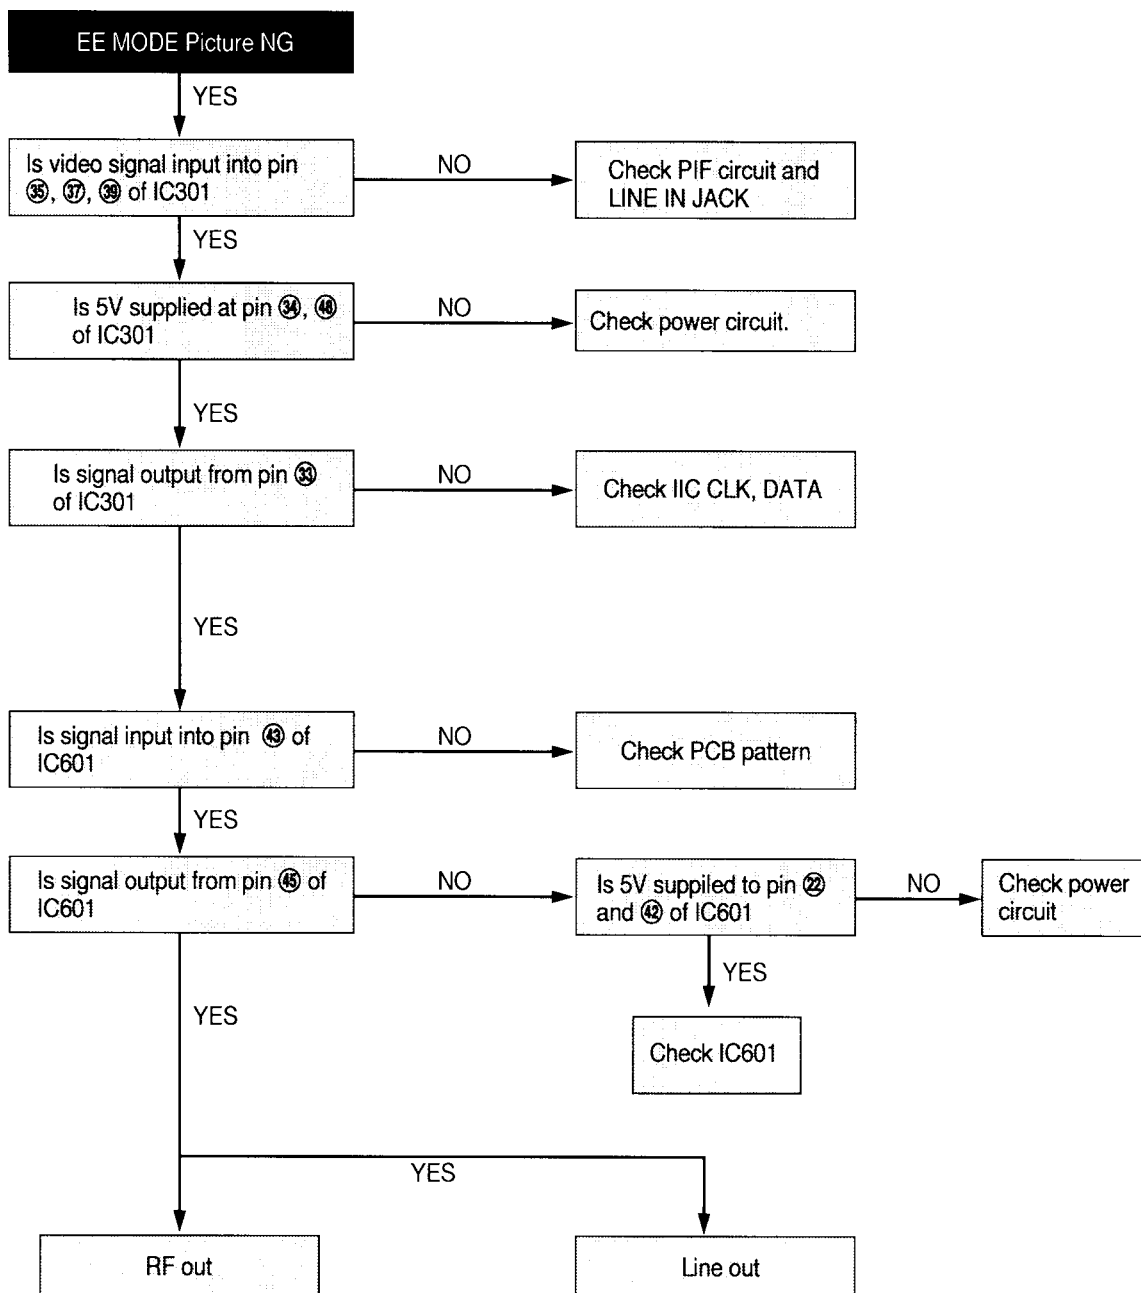 EE MODE Picture NG
YES
Is video signal input into pin
㉟, ㊲, ㊴ of IC301
NO
Check PIF circuit and
LINE IN JACK
YES
Is 5V supplied at pin ㉞, ㊽
of IC301
NO
Check power circuit.
YES
Is signal output from pin ㉝
of IC301
NO
Check IIC CLK, DATA
YES
Is signal input into pin ㊸ of
IC601
NO
Check PCB pattern
YES
Is signal output from pin ㊺ of
IC601
NO
Is 5V suppiled to pin ㉒
and ㊷ of IC601
NO
Check power
circuit
YES
Check IC601
YES
YES
RF out
Line out